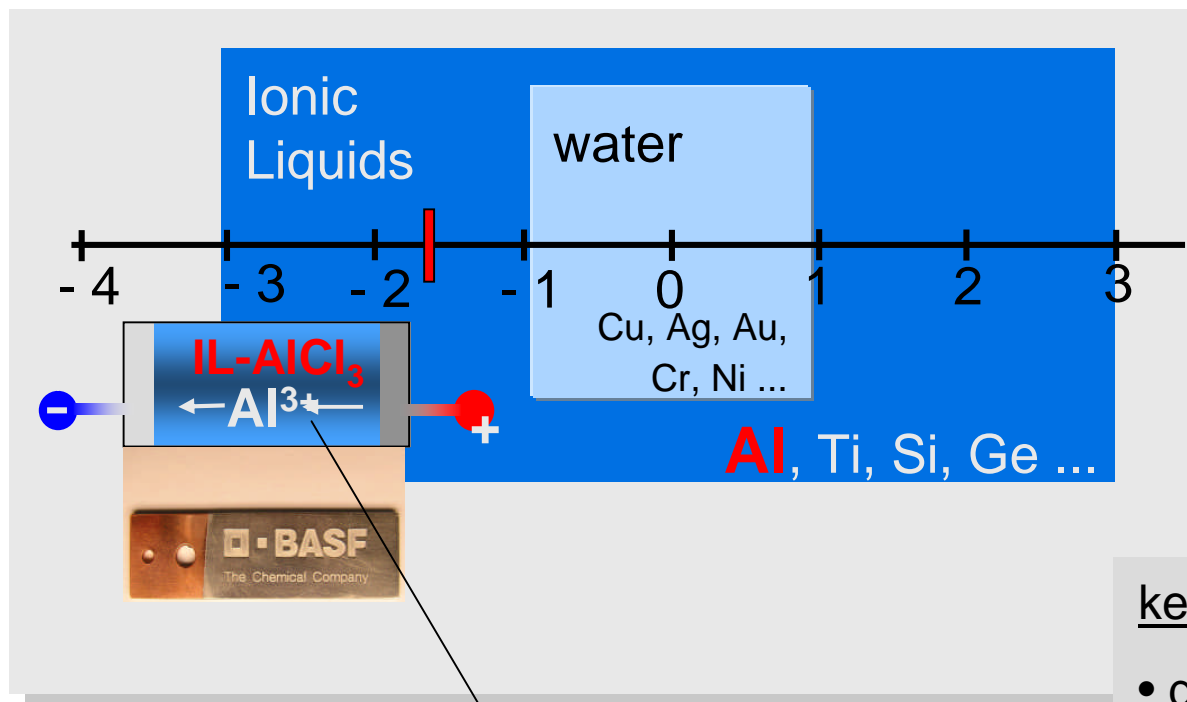 Ionic
Liquids
water
- 4
- 3
- 2
- 1
0
1
2
3
Cu, Ag, Au,
Cr, Ni ...
IL-AlCl3
Al3+
-
+
Al, Ti, Si, Ge ...
BASF
The Chemical Company